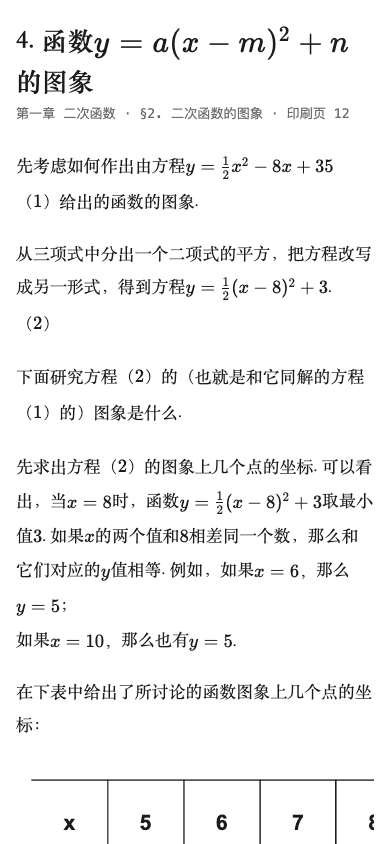 4. 函数y = a(x − m)² + n
的图象
第一章 二次函数 · §2. 二次函数的图象 · 印刷页 12
先考虑如何作出由方程y = ½x² − 8x + 35
（1）给出的函数的图象.
从三项式中分出一个二项式的平方，把方程改写
成另一形式，得到方程y = ½(x − 8)² + 3.
（2）
下面研究方程（2）的（也就是和它同解的方程
（1）的）图象是什么.
先求出方程（2）的图象上几个点的坐标. 可以看
出，当x = 8时，函数y = ½(x − 8)² + 3取最小
值3. 如果x的两个值和8相差同一个数，那么和
它们对应的y值相等. 例如，如果x = 6，那么
y = 5；
如果x = 10，那么也有y = 5.
在下表中给出了所讨论的函数图象上几个点的坐
标：
x 5 6 7